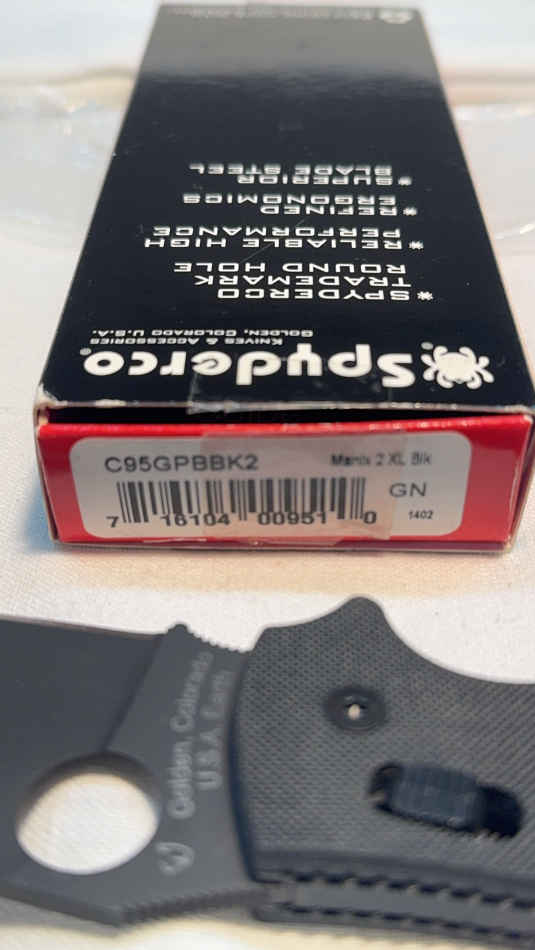 *SUPERIOR
BLADE STEEL
*REFINED
ERGONOMICS
*RELIABLE HIGH
PERFORMANCE
*SPYDERCO
TRADEMARK
ROUND HOLE
Spyderco®
KNIVES & ACCESSORIES
GOLDEN, COLORADO U.S.A.
C95GPBBK2 Manix 2 XL Blk
GN
7 16104 00951 0 1402
Golden, Colorado
U.S.A. Earth